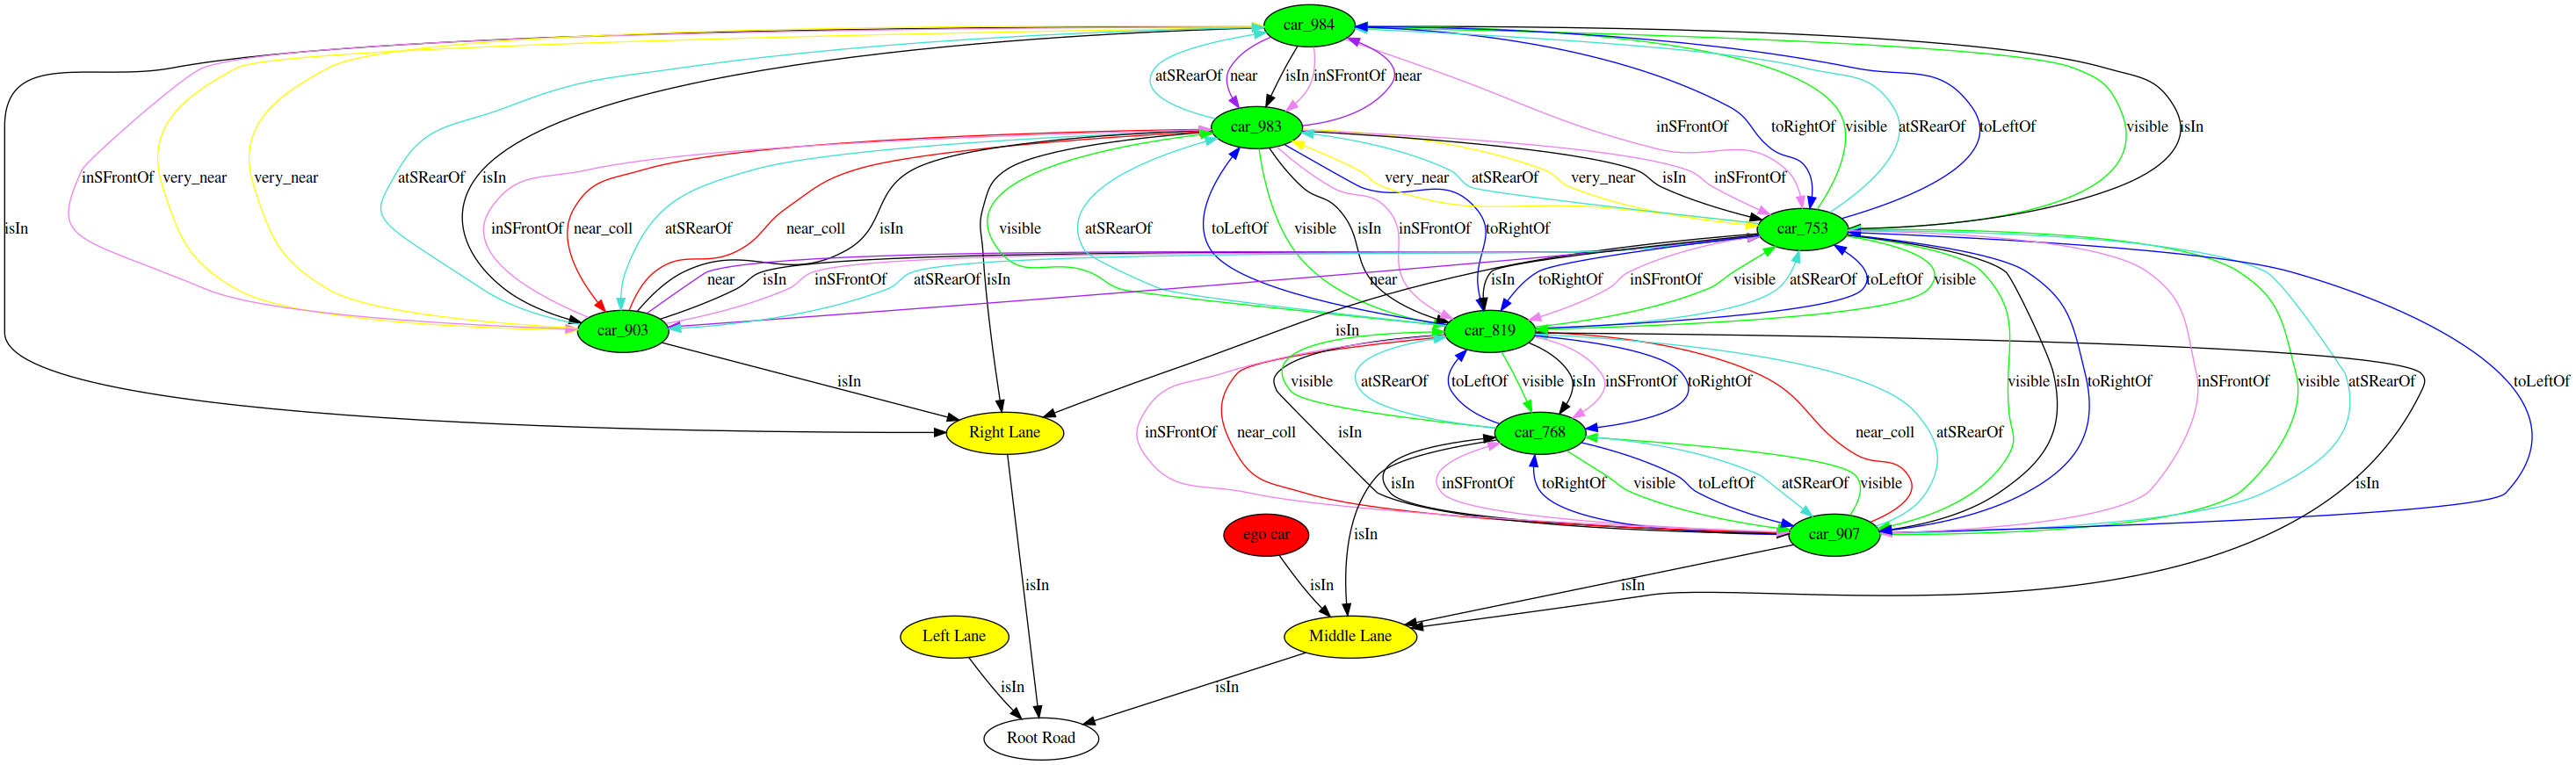 car_984
atSRearOf near isIn inSFrontOf near
car_983
inSFrontOf toRightOf visible atSRearOf toLeftOf visible isIn
inSFrontOf very_near very_near atSRearOf isIn
very_near atSRearOf very_near isIn inSFrontOf
car_753
isIn
inSFrontOf near_coll atSRearOf near_coll isIn visible atSRearOf toLeftOf visible isIn inSFrontOf toRightOf
near isIn inSFrontOf atSRearOf isIn near isIn toRightOf inSFrontOf visible atSRearOf toLeftOf visible
car_903
car_819
isIn
isIn
visible atSRearOf toLeftOf visible isIn inSFrontOf toRightOf visible isIn toRightOf inSFrontOf visible atSRearOf toLeftOf
Right Lane
car_768
inSFrontOf near_coll isIn near_coll atSRearOf
isIn inSFrontOf toRightOf visible toLeftOf atSRearOf visible isIn
ego car
isIn
car_907
isIn isIn isIn
Left Lane
Middle Lane
isIn isIn
Root Road